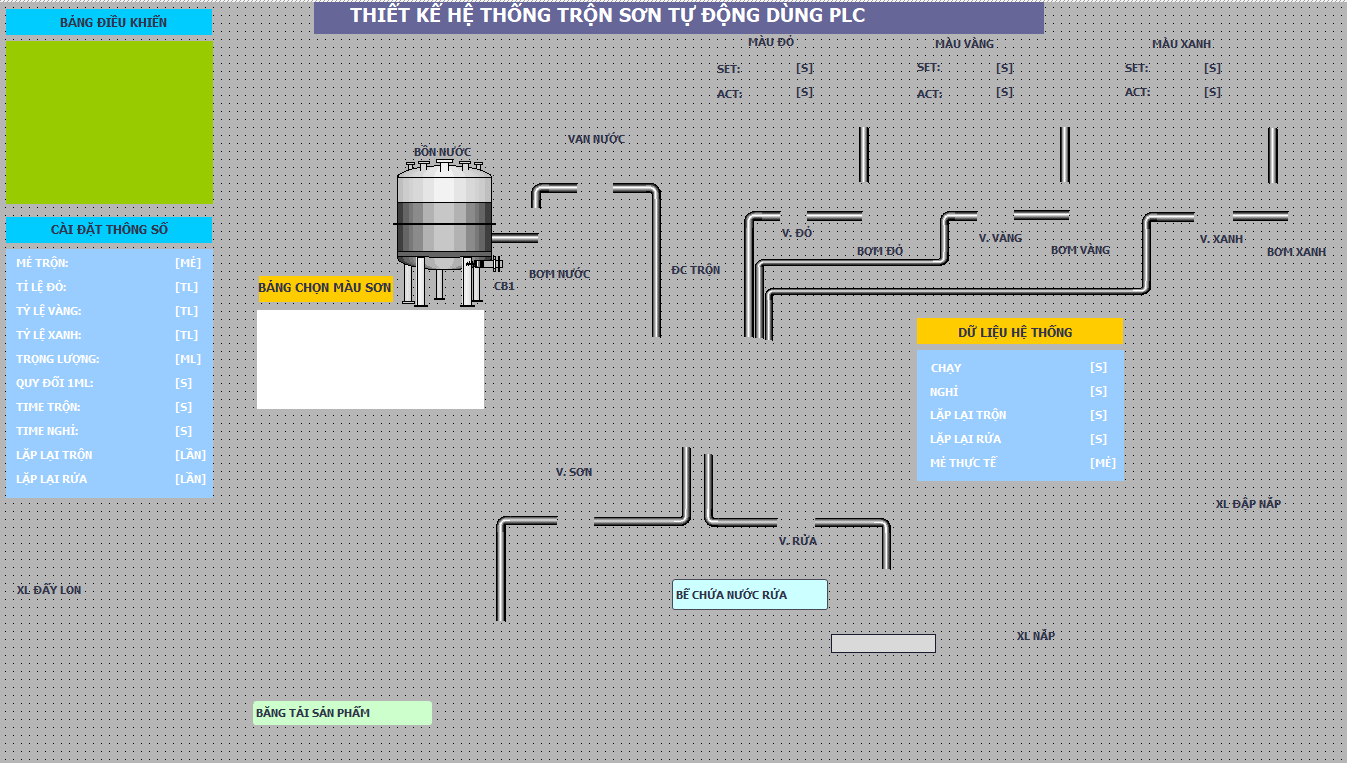 THIẾT KẾ HỆ THỐNG TRỘN SƠN TỰ ĐỘNG DÙNG PLC
BẢNG ĐIỀU KHIỂN
MÀU ĐỎ
SET: [S]
ACT: [S]
MÀU VÀNG
SET: [S]
ACT: [S]
MÀU XANH
SET: [S]
ACT: [S]
VAN NƯỚC
BỒN NƯỚC
CÀI ĐẶT THÔNG SỐ
MẺ TRỘN: [MẺ]
TỈ LỆ ĐỎ: [TL]
TỶ LỆ VÀNG: [TL]
TỶ LỆ XANH: [TL]
TRỌNG LƯỢNG: [ML]
QUY ĐỔI 1ML: [S]
TIME TRỘN: [S]
TIME NGHỈ: [S]
LẶP LẠI TRỘN [LẦN]
LẶP LẠI RỬA [LẦN]
V. ĐỎ
BƠM ĐỎ
V. VÀNG
BƠM VÀNG
V. XANH
BƠM XANH
BƠM NƯỚC
ĐC TRỘN
CB1
BẢNG CHỌN MÀU SƠN
DỮ LIỆU HỆ THỐNG
CHẠY [S]
NGHỈ [S]
LẶP LẠI TRỘN [S]
LẶP LẠI RỬA [S]
MẺ THỰC TẾ [MẺ]
V. SƠN
XL ĐẬP NẮP
V. RỬA
XL ĐẨY LON
BỂ CHỨA NƯỚC RỬA
XL NẮP
BĂNG TẢI SẢN PHẨM